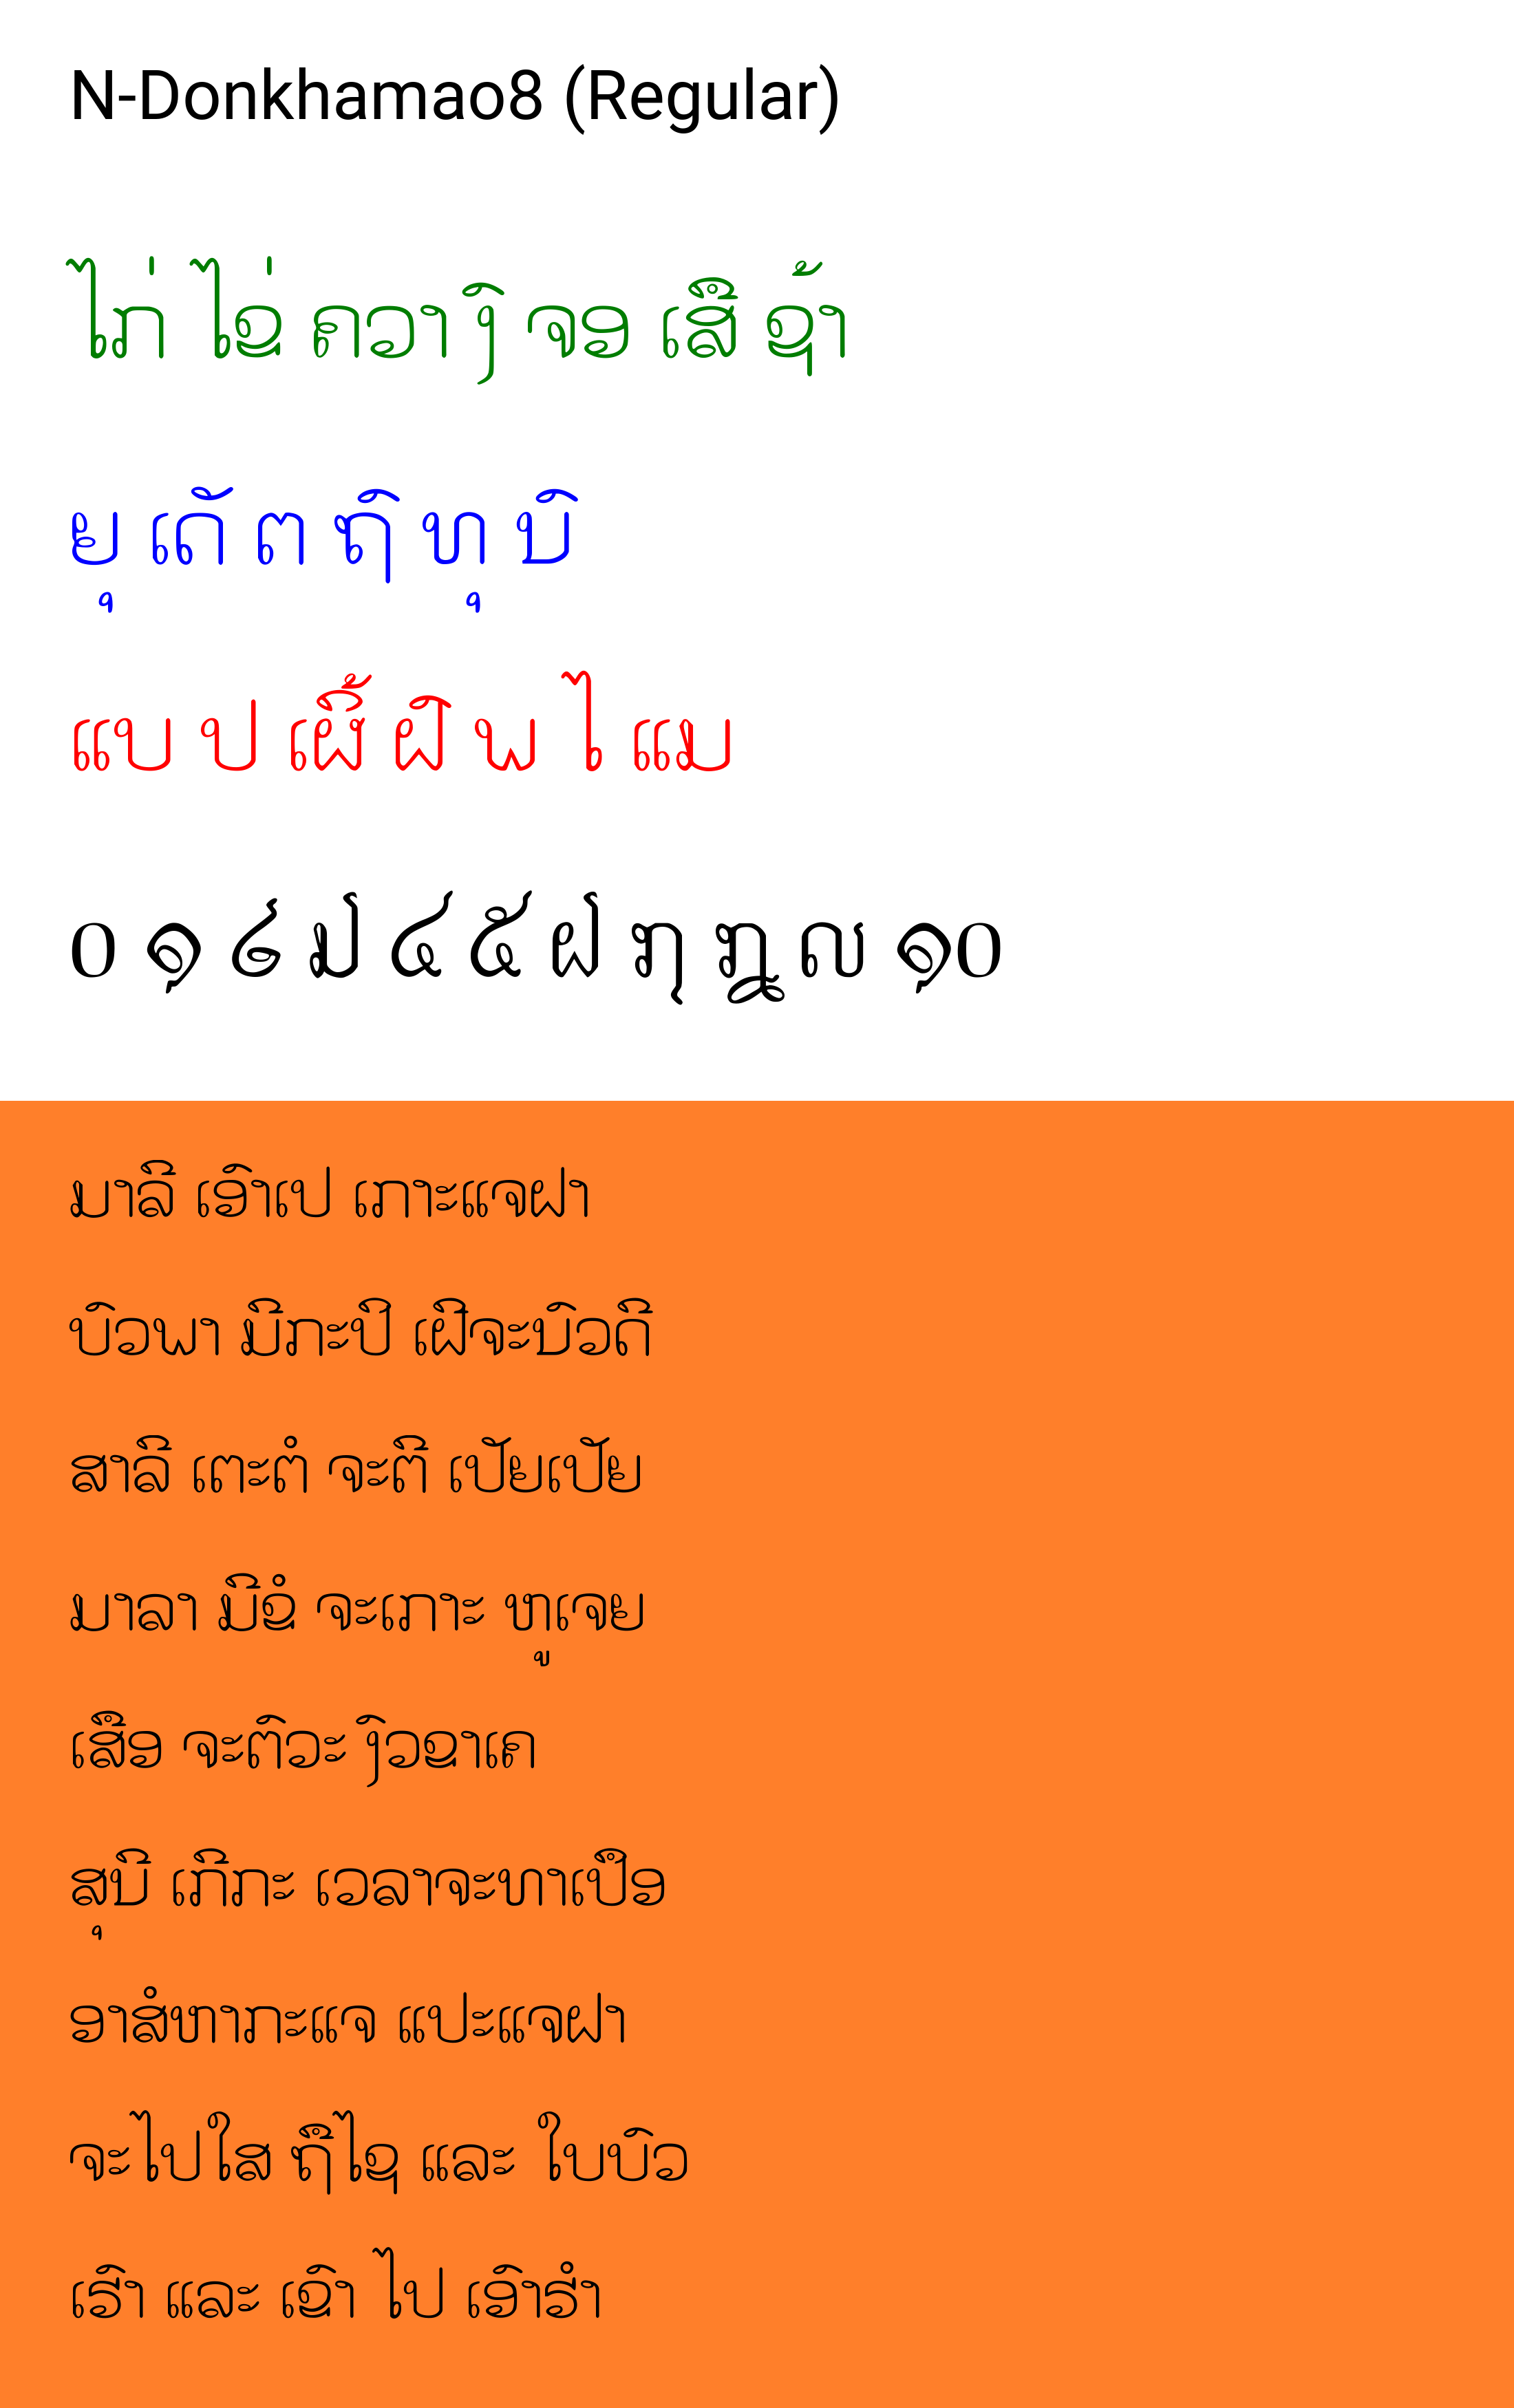 N-Donkhamao8 (Regular)
ໄກ່ ໄຂ່ ຄວາ ງົ ຈອ ເສື ຊ້າ
ຍຸ ເດັ ຕ ຖົ ທຸ ນົ
ແບ ປ ເຜິ້ ຝົ ພ ໄ ແມ
໐ ໑ ໒ ໓ ໔ ໕ ໖ ໗ ໘ ໙ ໑໐
ມາລີ ເອົາເປ ເກາະແຈຝາ
ບົວພາ ມີກະປິ ເຝີຈະນົວດີ
ສາລີ ເຕະຕໍ ຈະຕີ ເປັຍເປັຍ
ມາລາ ມີຂໍ ຈະເກາະ ຫູເຈຍ
ເສືອ ຈະຕົວະ ງົວຂາເຄ
ສຸນີ ເກີກະ ເວລາຈະທາເປືອ
ອາສໍຫາກະແຈ ແປະແຈຝາ
ຈະໄປໃສ ຖືໄຊ ແລະ ໃບບົວ
ເຮົາ ແລະ ເຂົາ ໄປ ເອົາຮໍາ